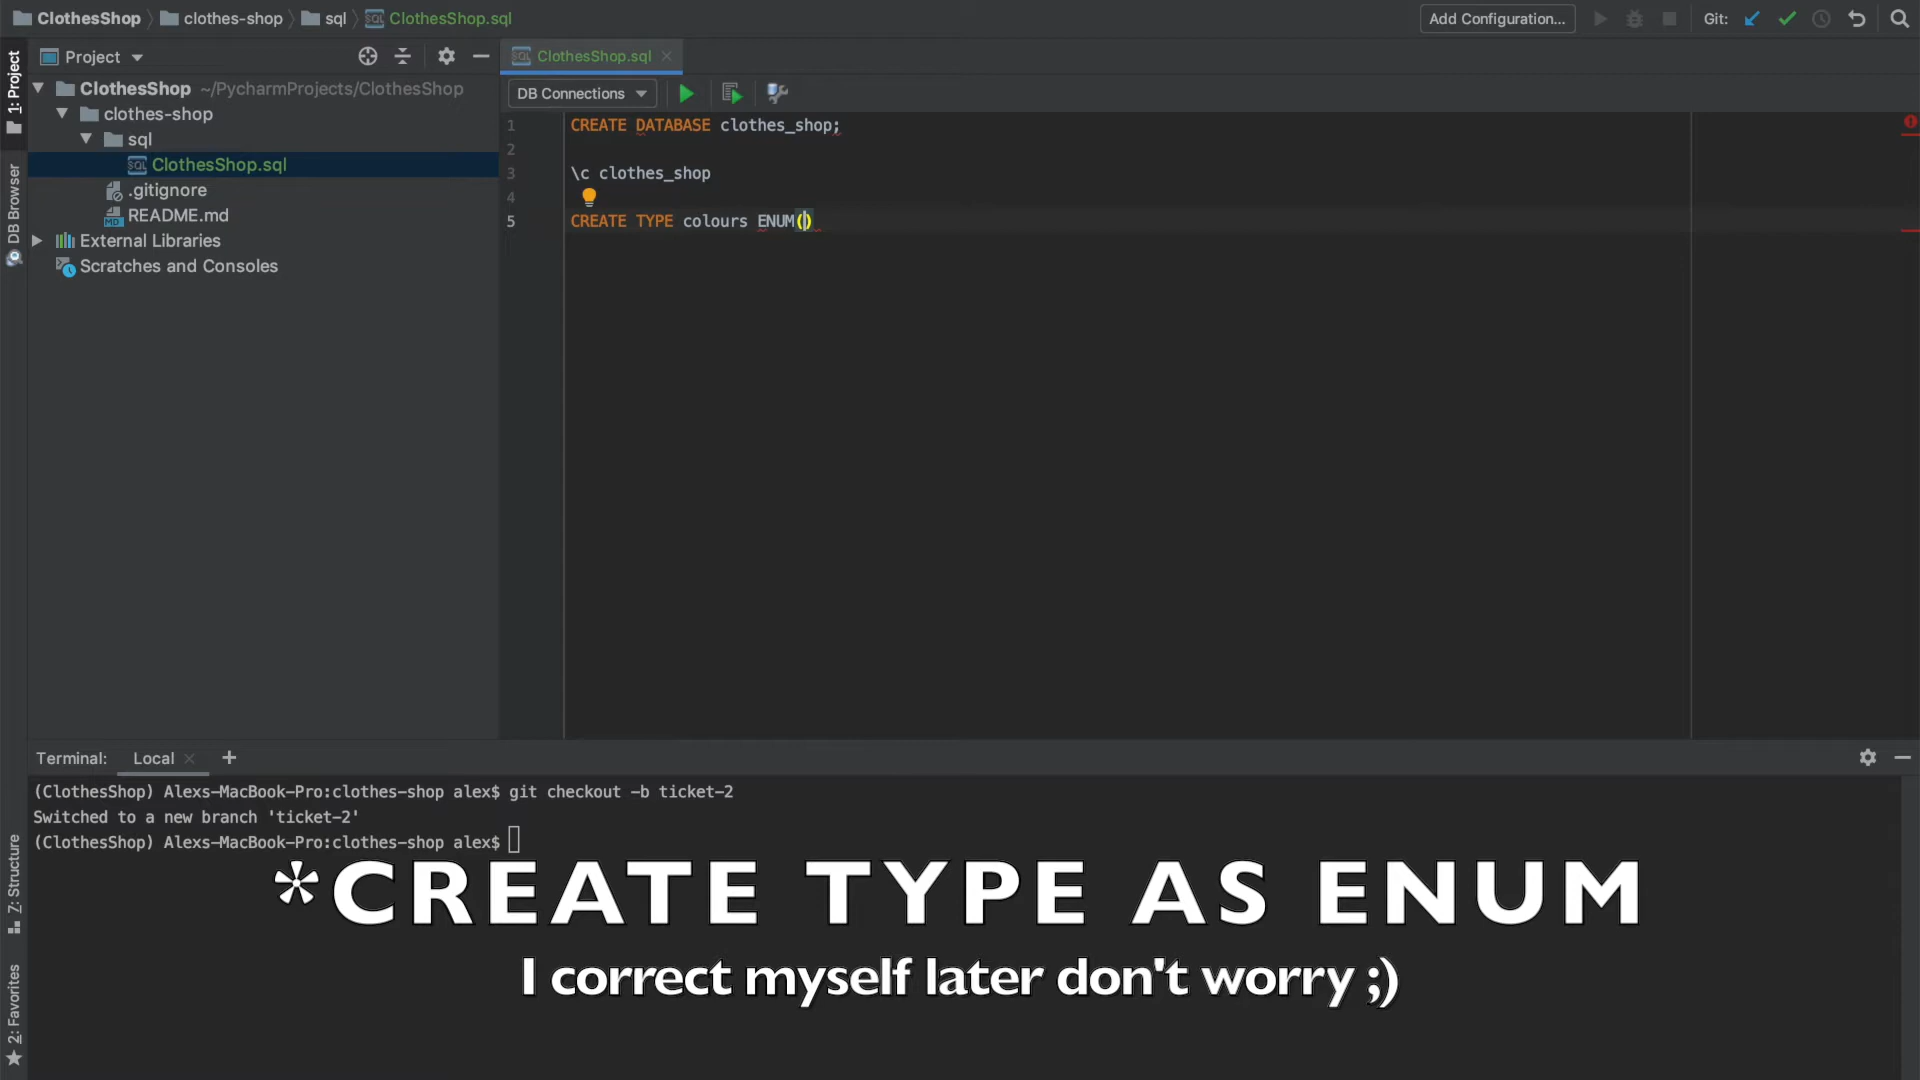 ClothesShop clothes-shop sql ClothesShop.sql Add Configuration... Git:
1: Project
Project
ClothesShop.sql
DB Connections
ClothesShop ~/PycharmProjects/ClothesShop
clothes-shop
sql
ClothesShop.sql
.gitignore
README.md
External Libraries
Scratches and Consoles
DB Browser
1 CREATE DATABASE clothes_shop;
2
3 \c clothes_shop
4
5 CREATE TYPE colours ENUM()
Terminal: Local +
(ClothesShop) Alexs-MacBook-Pro:clothes-shop alex$ git checkout -b ticket-2
Switched to a new branch 'ticket-2'
(ClothesShop) Alexs-MacBook-Pro:clothes-shop alex$
Z: Structure
2: Favorites
*CREATE TYPE AS ENUM
I correct myself later don't worry ;)